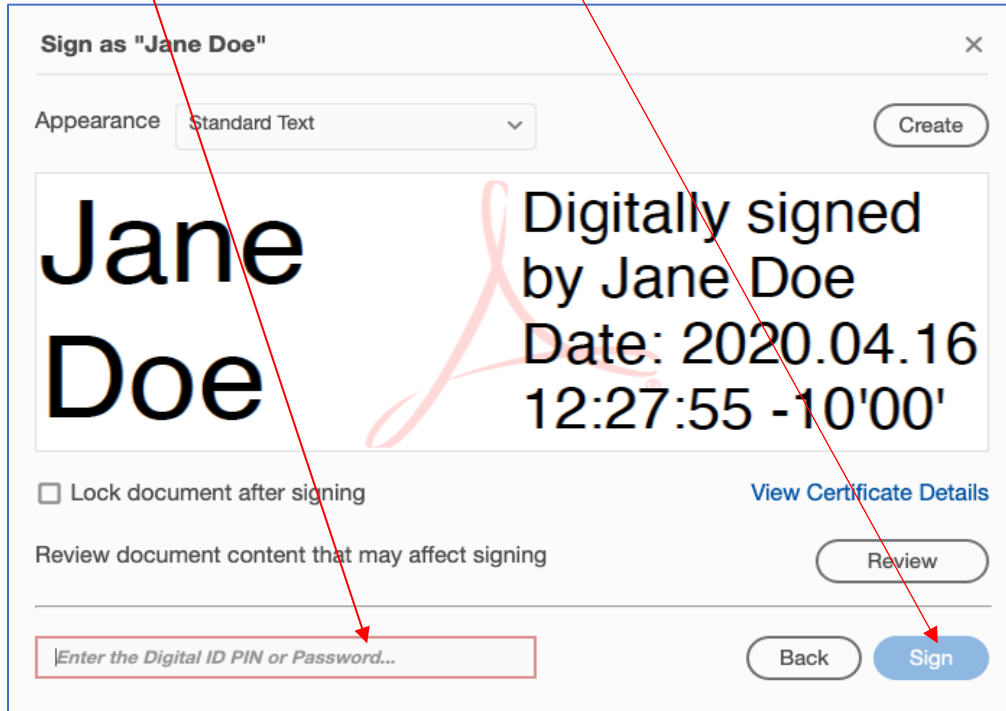 Sign as "Jane Doe"
Appearance Standard Text Create
Jane
Doe
Digitally signed
by Jane Doe
Date: 2020.04.16
12:27:55 -10'00'
Lock document after signing View Certificate Details
Review document content that may affect signing Review
Enter the Digital ID PIN or Password... Back Sign